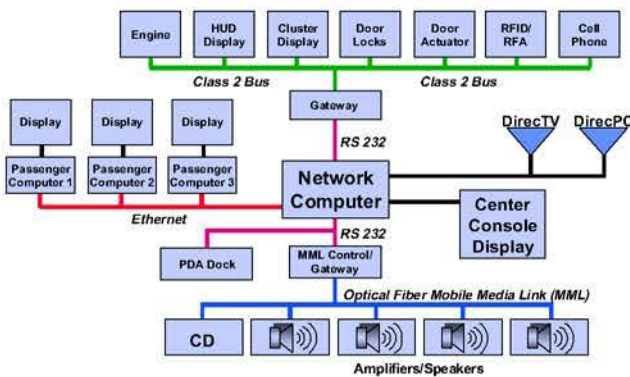 Engine
HUD
Display
Cluster
Display
Door
Locks
Door
Actuator
RFID/
RFA
Cell
Phone
Class 2 Bus
Class 2 Bus
Gateway
Display
Display
Display
DirecTV
DirecPC
RS 232
Passenger
Computer 1
Passenger
Computer 2
Passenger
Computer 3
Network
Computer
Ethernet
Center
Console
Display
RS 232
PDA Dock
MML Control/
Gateway
Optical Fiber Mobile Media Link (MML)
CD
Amplifiers/Speakers